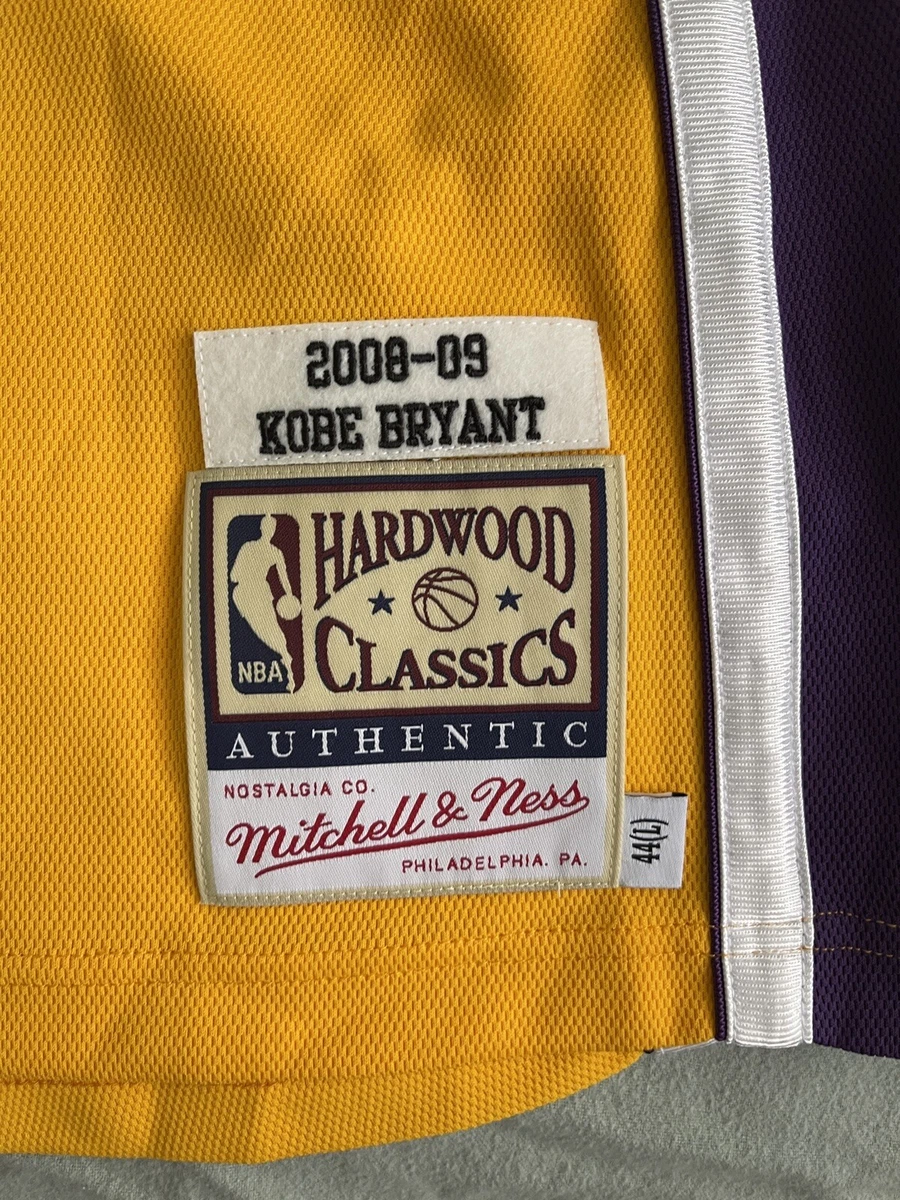 2008-09
KOBE BRYANT
HARDWOOD
CLASSICS
NBA
AUTHENTIC
NOSTALGIA CO.
Mitchell & Ness
PHILADELPHIA. PA.
44(L)